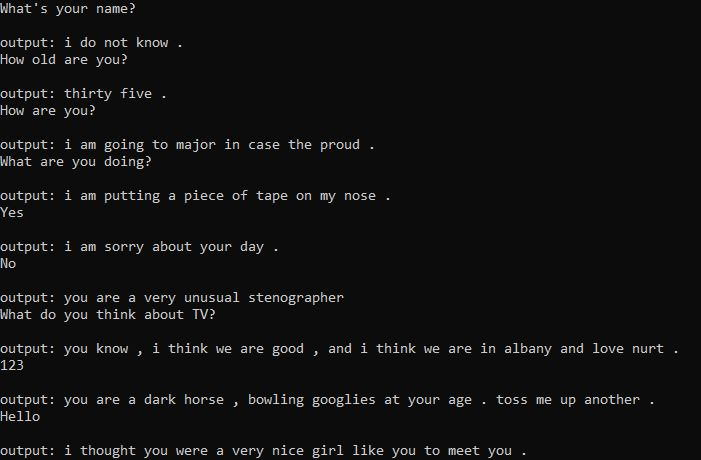 What's your name?
output: i do not know .
How old are you?
output: thirty five .
How are you?
output: i am going to major in case the proud .
What are you doing?
output: i am putting a piece of tape on my nose .
Yes
output: i am sorry about your day .
No
output: you are a very unusual stenographer
What do you think about TV?
output: you know , i think we are good , and i think we are in albany and love nurt .
123
output: you are a dark horse , bowling googlies at your age . toss me up another .
Hello
output: i thought you were a very nice girl like you to meet you .